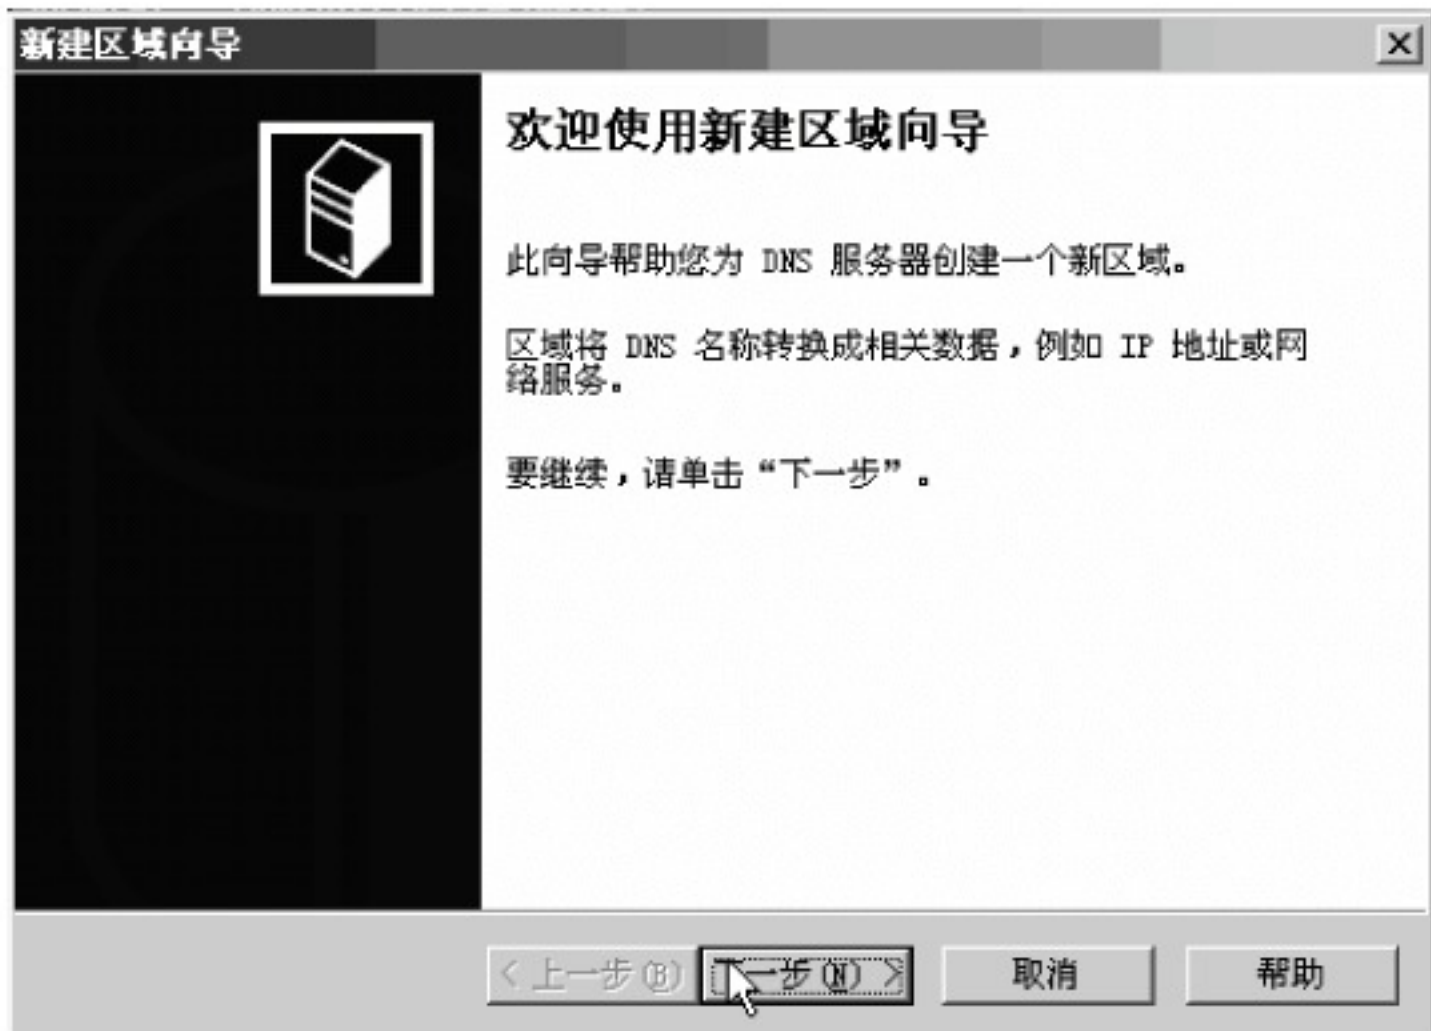 新建区域向导
欢迎使用新建区域向导
此向导帮助您为 DNS 服务器创建一个新区域。
区域将 DNS 名称转换成相关数据，例如 IP 地址或网
络服务。
要继续，请单击“下一步”。
< 上一步(B) 下一步(N) > 取消 帮助